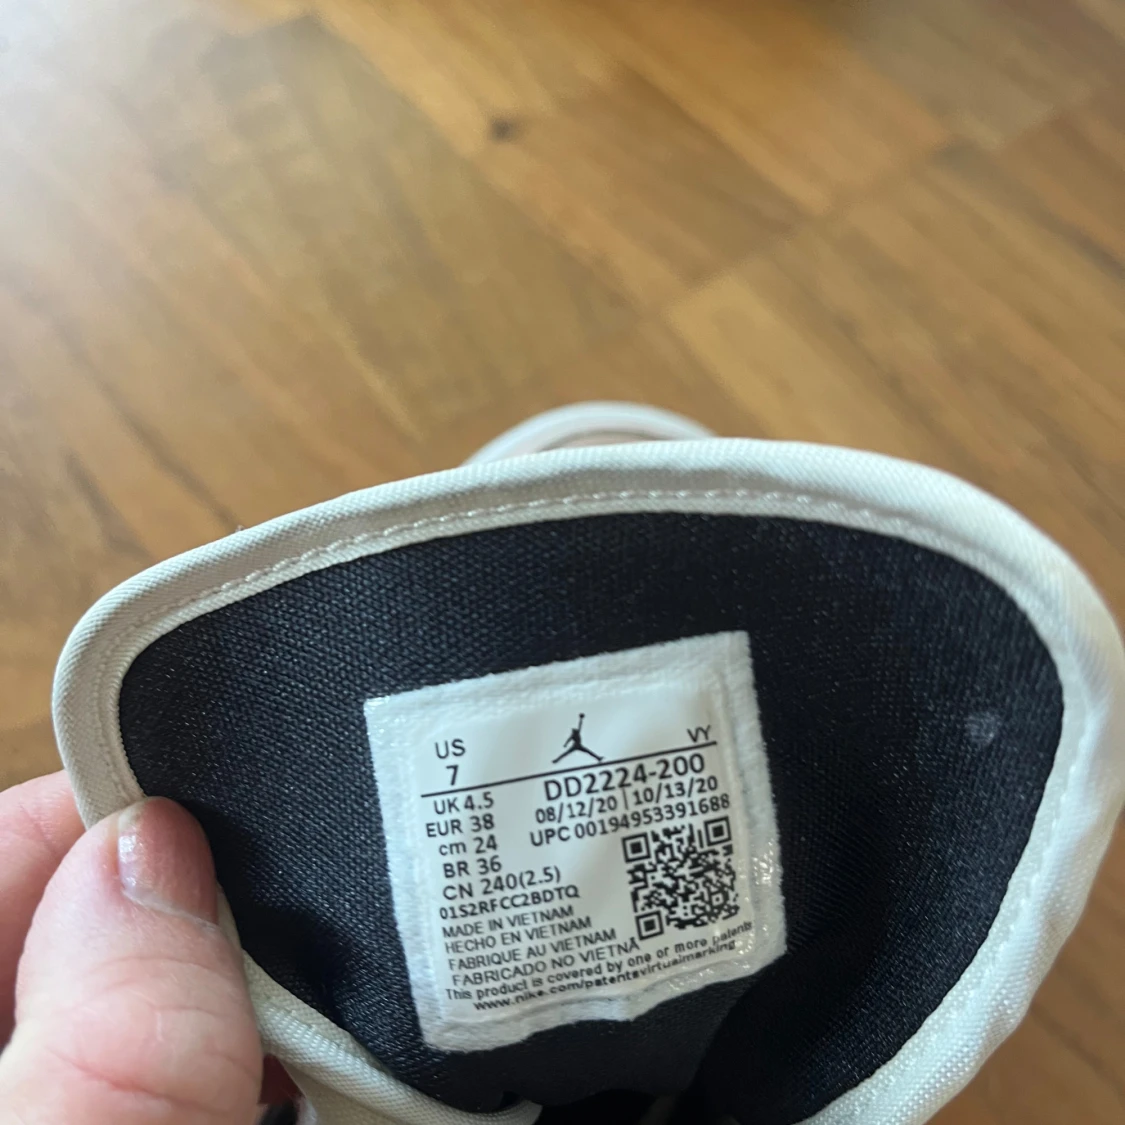 US
7
VY
DD2224-200
UK 4.5
08/12/20 | 10/13/20
EUR 38
UPC 00194953391688
cm 24
BR 36
CN 240(2.5)
01S2RFCC2BDTQ
MADE IN VIETNAM
HECHO EN VIETNAM
FABRIQUE AU VIETNAM
FABRICADO NO VIETNÃ
This product is covered by one or more patents
www.nike.com/patentsvirtualmarking